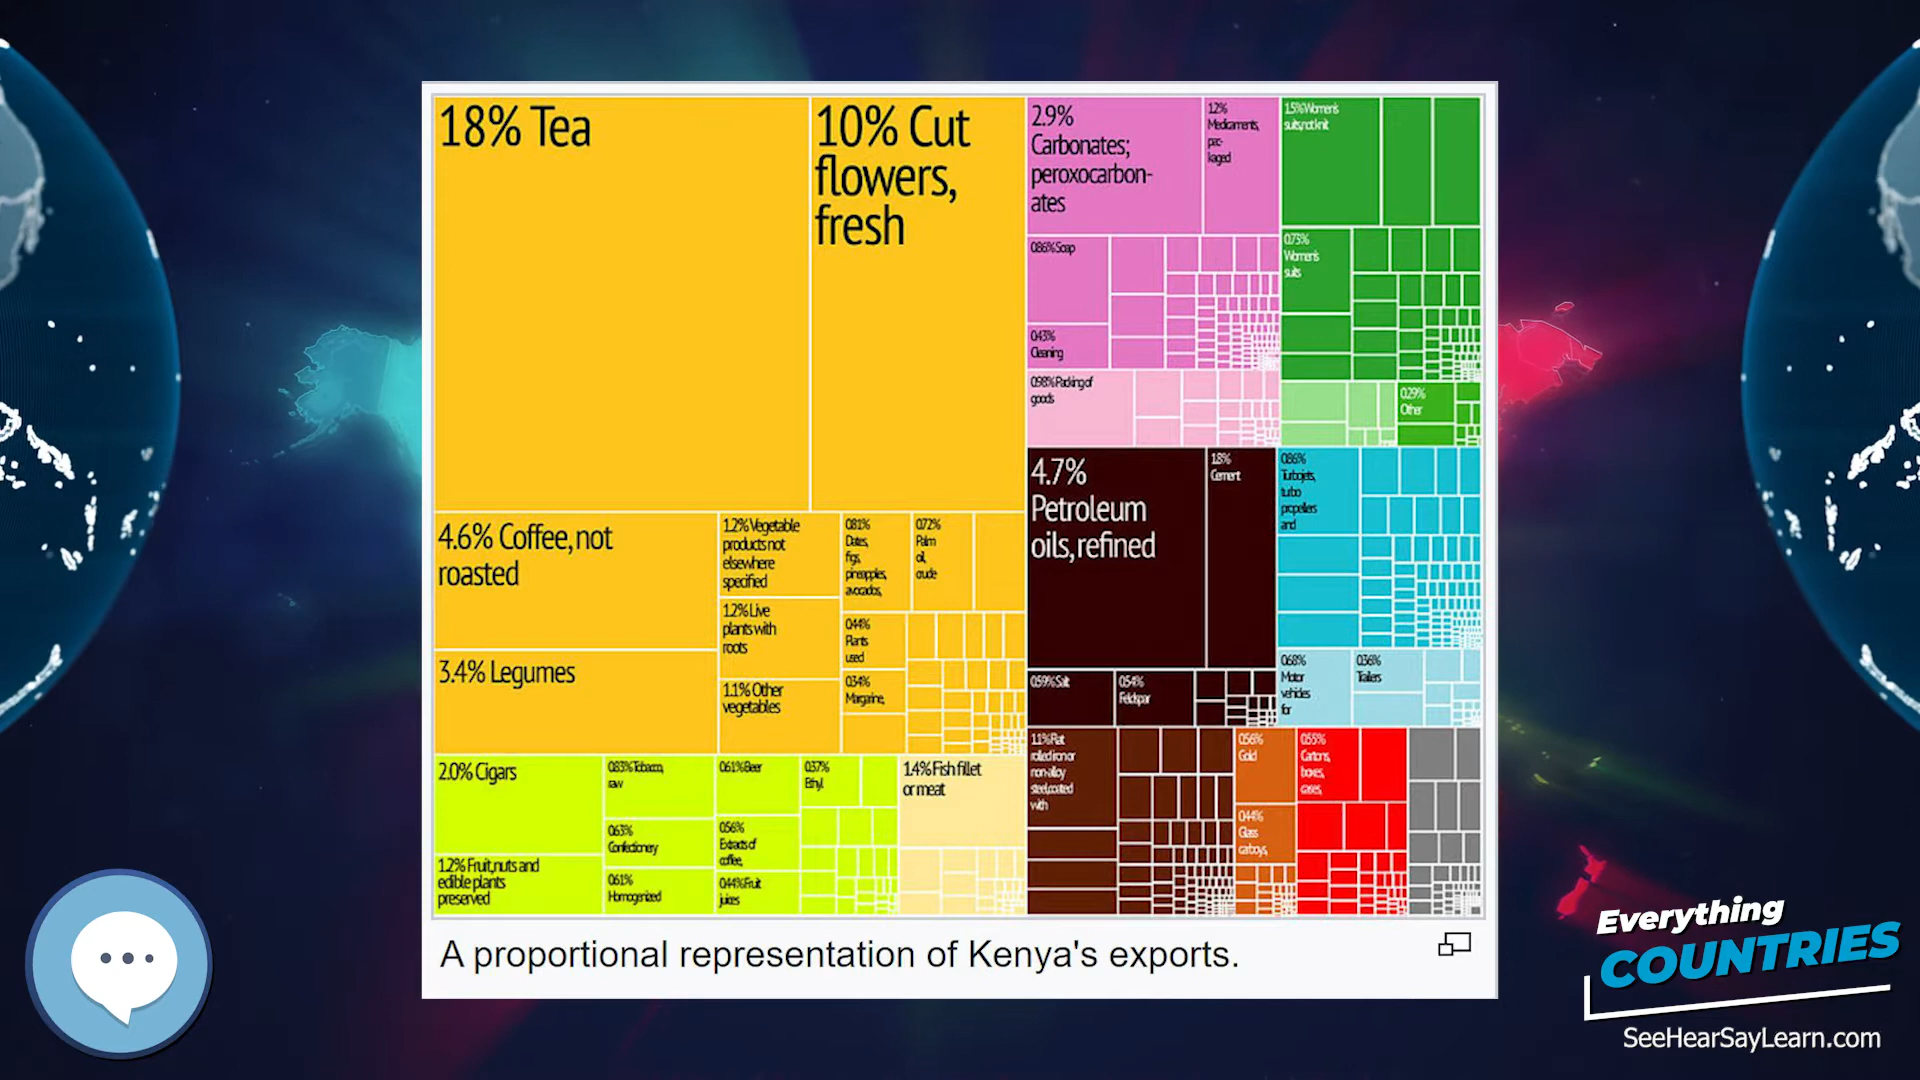 18% Tea
10% Cut
flowers,
fresh
4.6% Coffee, not
roasted
3.4% Legumes
1.2% Vegetable
products not
elsewhere
specified
1.2% Live
plants with
roots
1.1% Other
vegetables
0.81%
Dates,
figs,
pineapples,
avocados,
0.72%
Palm
oil,
crude
0.44%
Plants
used
0.34%
Margarine,
2.0% Cigars
1.2% Fruit, nuts and
edible plants
preserved
0.83% Tobacco,
raw
0.63%
Confectionery
0.61%
Homogenized
0.61% Beer
0.56%
Extracts of
coffee,
0.44% Fruit
juices
0.37%
Ethyl
1.4% Fish fillet
or meat
2.9%
Carbonates;
peroxocarbon-
ates
1.2%
Medicaments,
pac-
kaged
0.86% Soap
0.43%
Cleaning
0.98% Packing of
goods
1.5% Women's
suits, not knit
0.73%
Women's
suits
0.29%
Other
4.7%
Petroleum
oils, refined
1.8%
Cement
0.59% Salt
0.54%
Feldspar
0.86%
Turbojets,
turbo
propellers
and
0.68%
Motor
vehicles
for
0.36%
Trailers
1.1% Flat
rolled iron or
non-alloy
steel, coated
with
0.56%
Gold
0.44%
Glass
carboys,
0.55%
Cartons,
boxes,
cases,
A proportional representation of Kenya's exports.
Everything
COUNTRIES
SeeHearSayLearn.com